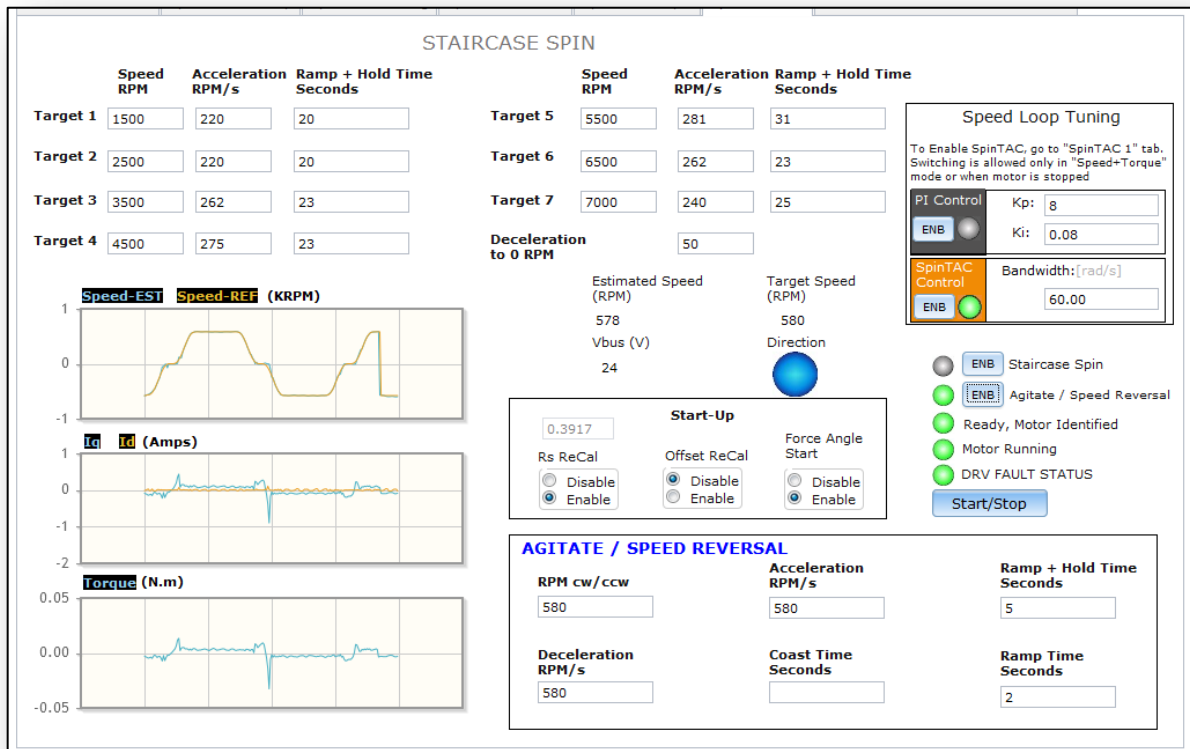 STAIRCASE SPIN
Speed RPM Acceleration RPM/s Ramp + Hold Time Seconds
Target 1 1500 220 20
Target 2 2500 220 20
Target 3 3500 262 23
Target 4 4500 275 23
Speed RPM Acceleration RPM/s Ramp + Hold Time Seconds
Target 5 5500 281 31
Target 6 6500 262 23
Target 7 7000 240 25
Deceleration to 0 RPM 50
Speed Loop Tuning
To Enable SpinTAC, go to "SpinTAC 1" tab.
Switching is allowed only in "Speed+Torque"
mode or when motor is stopped
PI Control
ENB
Kp: 8
Ki: 0.08
SpinTAC
Control
ENB
Bandwidth:[rad/s]
60.00
Speed-EST Speed-REF (KRPM)
1
0
-1
Iq Id (Amps)
1
0
-1
-2
Torque (N.m)
0.05
0.00
-0.05
Estimated Speed
(RPM)
578
Target Speed
(RPM)
580
Vbus (V)
24
Direction
Start-Up
0.3917
Rs ReCal
Disable
Enable
Offset ReCal
Disable
Enable
Force Angle
Start
Disable
Enable
ENB Staircase Spin
ENB Agitate / Speed Reversal
Ready, Motor Identified
Motor Running
DRV FAULT STATUS
Start/Stop
AGITATE / SPEED REVERSAL
RPM cw/ccw
580
Acceleration
RPM/s
580
Ramp + Hold Time
Seconds
5
Deceleration
RPM/s
580
Coast Time
Seconds
Ramp Time
Seconds
2